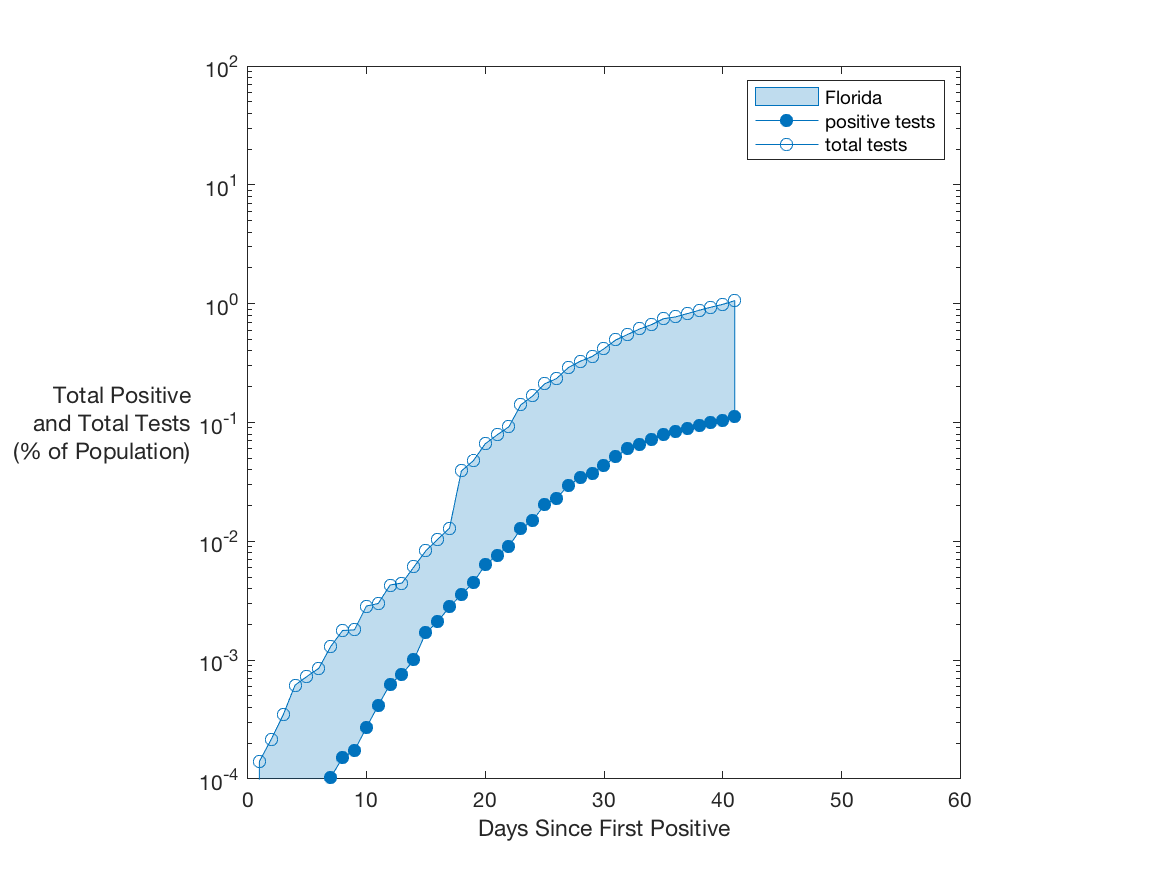 10^2
Florida
positive tests
total tests
10^1
10^0
Total Positive
and Total Tests
(% of Population)
10^-1
10^-2
10^-3
10^-4
0 10 20 30 40 50 60
Days Since First Positive